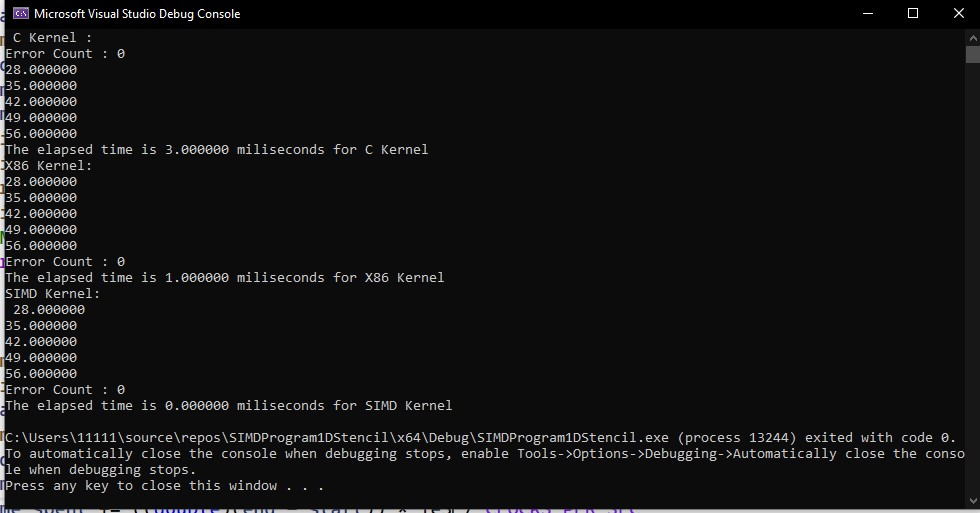 Microsoft Visual Studio Debug Console
C Kernel :
Error Count : 0
28.000000
35.000000
42.000000
49.000000
56.000000
The elapsed time is 3.000000 miliseconds for C Kernel
X86 Kernel:
28.000000
35.000000
42.000000
49.000000
56.000000
Error Count : 0
The elapsed time is 1.000000 miliseconds for X86 Kernel
SIMD Kernel:
28.000000
35.000000
42.000000
49.000000
56.000000
Error Count : 0
The elapsed time is 0.000000 miliseconds for SIMD Kernel
C:\Users\11111\source\repos\SIMDProgram1DStencil\x64\Debug\SIMDProgram1DStencil.exe (process 13244) exited with code 0.
To automatically close the console when debugging stops, enable Tools->Options->Debugging->Automatically close the conso
le when debugging stops.
Press any key to close this window . . .